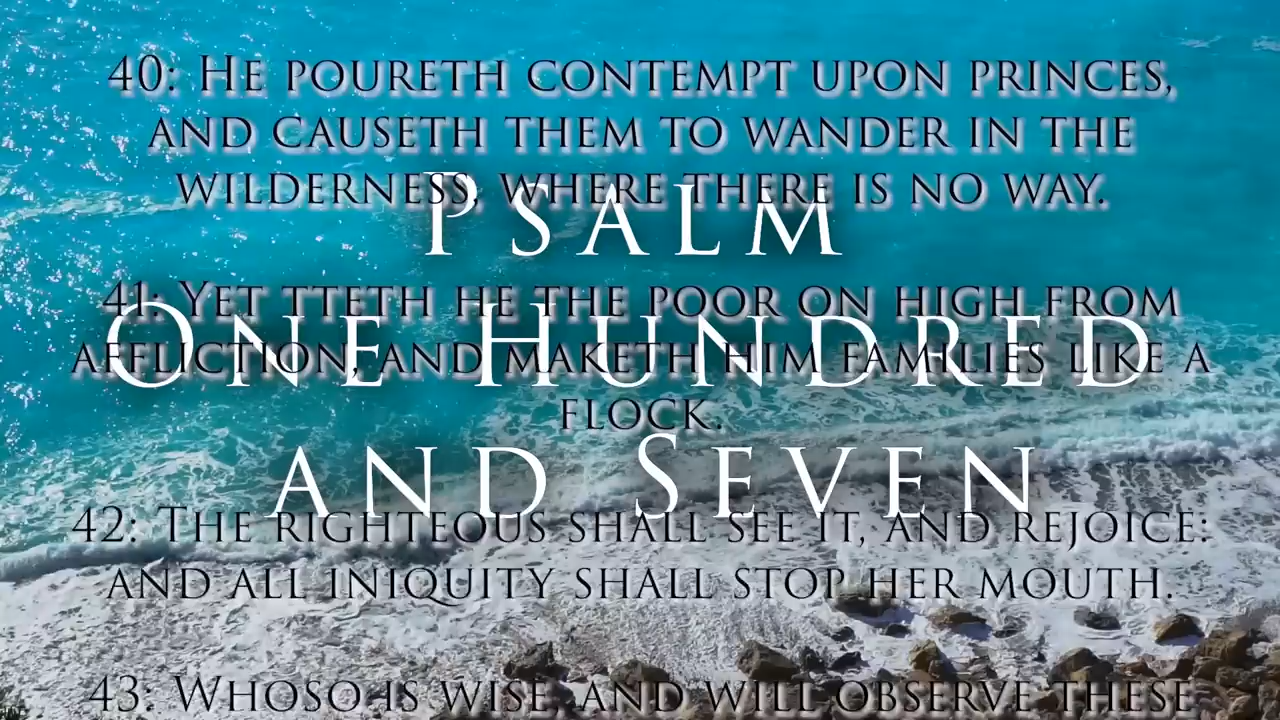 40: He poureth contempt upon princes,
and causeth them to wander in the
wilderness, where there is no way.
Psalm
41: Yet tteth he the poor on high from
One Hundred
affliction, and maketh him families like a
flock.
and Seven
42: The righteous shall see it, and rejoice:
and all iniquity shall stop her mouth.
43: Whoso is wise, and will observe these